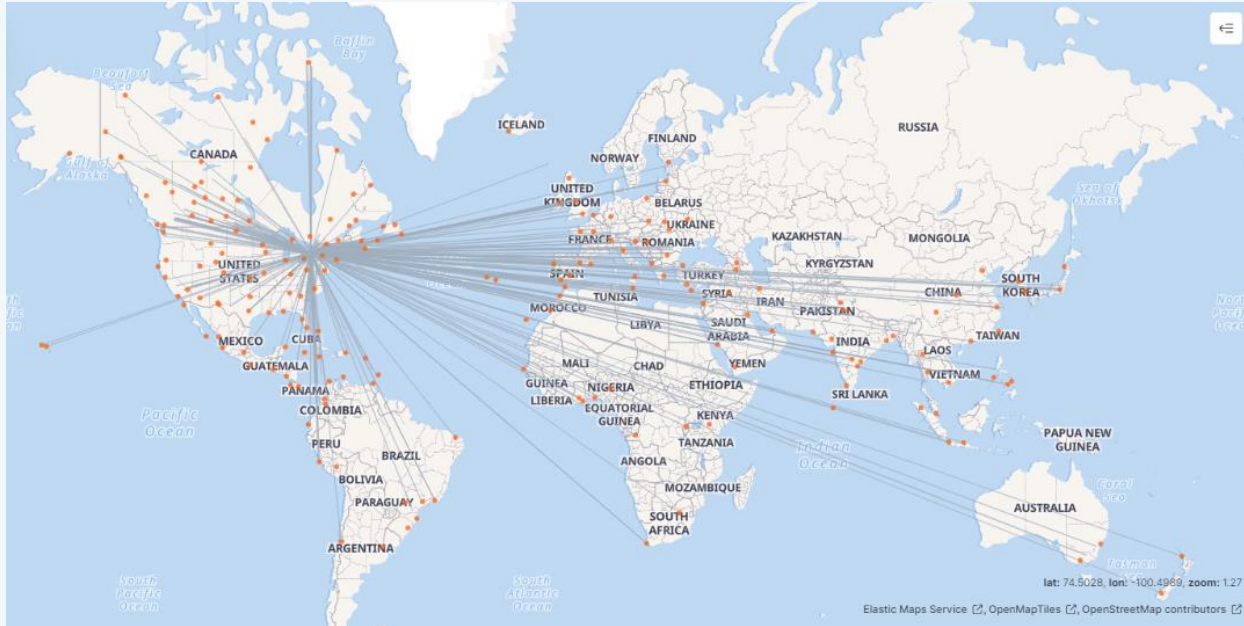 Baffin
Bay
Beaufort
Sea
ICELAND
RUSSIA
FINLAND
CANADA
NORWAY
Gulf of
Alaska
Sea of
Okhotsk
UNITED
KINGDOM
BELARUS
UKRAINE
FRANCE
ROMANIA
KAZAKHSTAN
MONGOLIA
KYRGYZSTAN
UNITED
STATES
SPAIN
TURKEY
SOUTH
KOREA
CHINA
SYRIA
IRAN
TUNISIA
MOROCCO
PAKISTAN
LIBYA
SAUDI
ARABIA
TAIWAN
MEXICO
CUBA
INDIA
LAOS
GUATEMALA
MALI
CHAD
YEMEN
VIETNAM
PANAMA
GUINEA
NIGERIA
ETHIOPIA
SRI LANKA
LIBERIA
COLOMBIA
EQUATORIAL
GUINEA
KENYA
Pacific
Ocean
PERU
TANZANIA
Indian
Ocean
PAPUA NEW
GUINEA
BRAZIL
ANGOLA
BOLIVIA
MOZAMBIQUE
Coral
Sea
PARAGUAY
AUSTRALIA
SOUTH
AFRICA
ARGENTINA
Tasman
South
Pacific
Ocean
South
Atlantic
Ocean
lat: 74.5028, lon: -100.4989, zoom: 1.27
Elastic Maps Service, OpenMapTiles, OpenStreetMap contributors